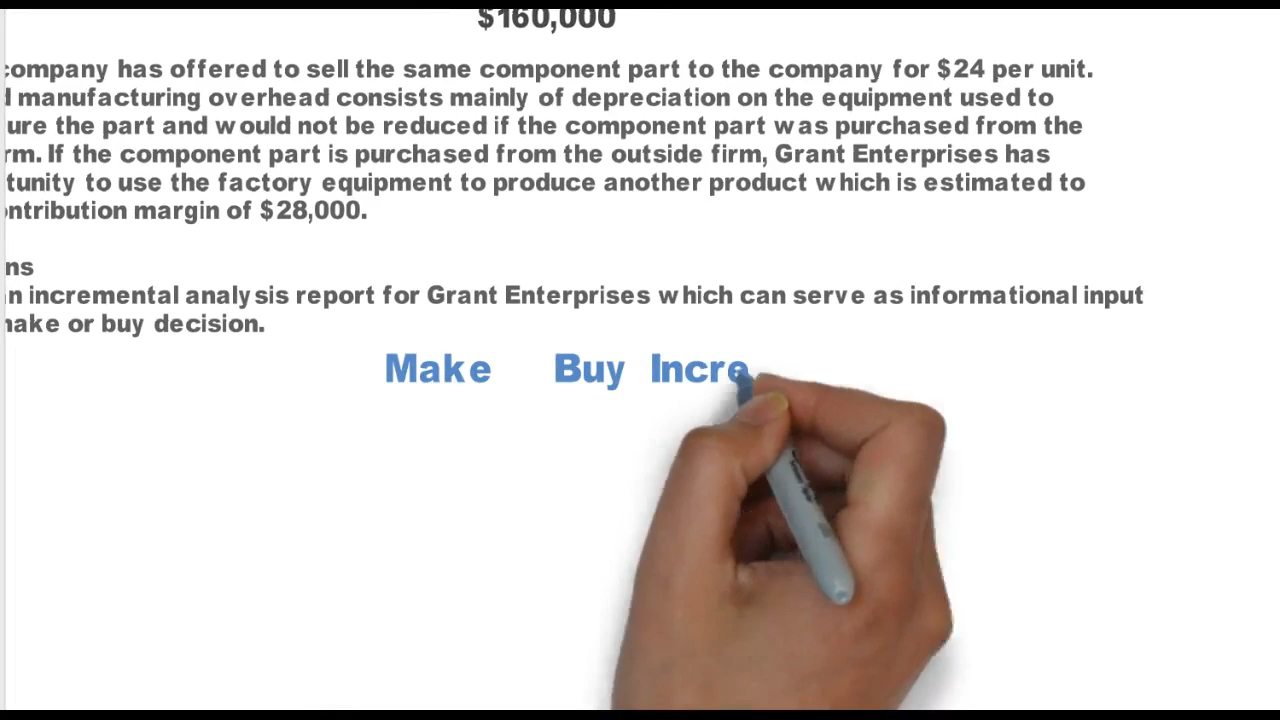 $160,000
company has offered to sell the same component part to the company for $24 per unit.
manufacturing overhead consists mainly of depreciation on the equipment used to
ure the part and would not be reduced if the component part was purchased from the
rm. If the component part is purchased from the outside firm, Grant Enterprises has
tunity to use the factory equipment to produce another product which is estimated to
ontribution margin of $28,000.
ns
n incremental analysis report for Grant Enterprises which can serve as informational input
make or buy decision.
Make Buy Incre